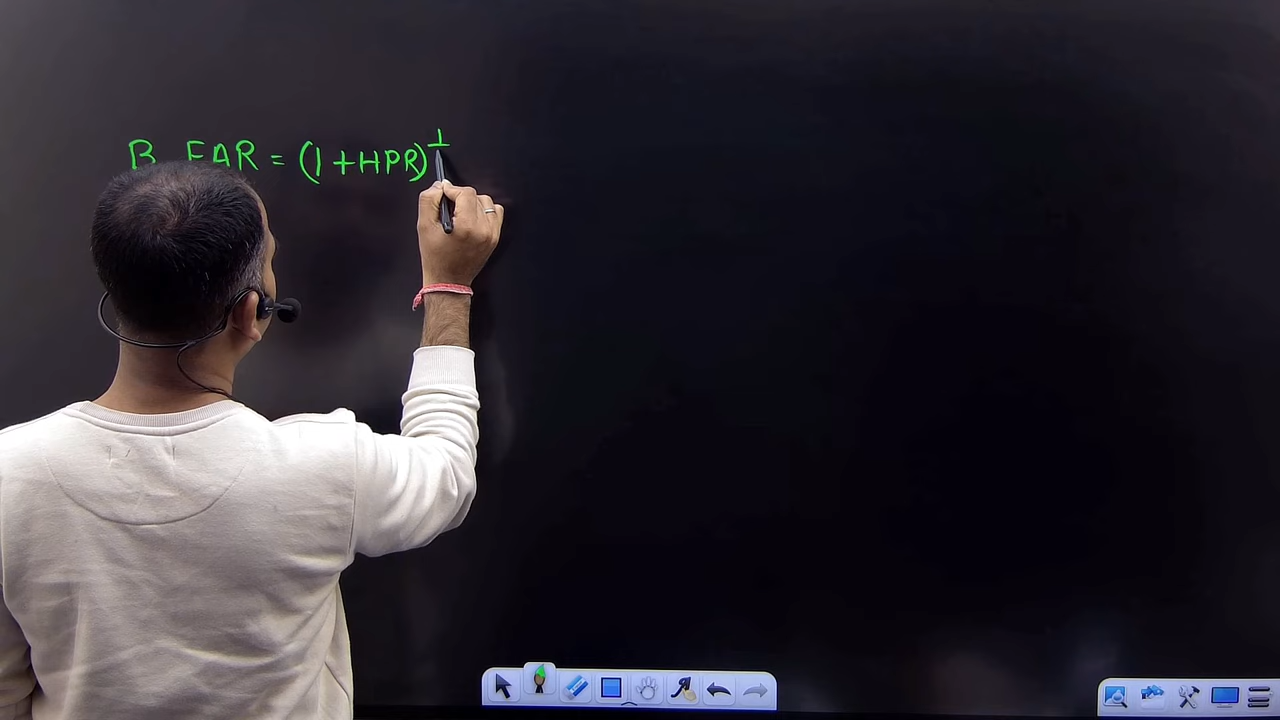 B EAR = (1 + HPR)^1